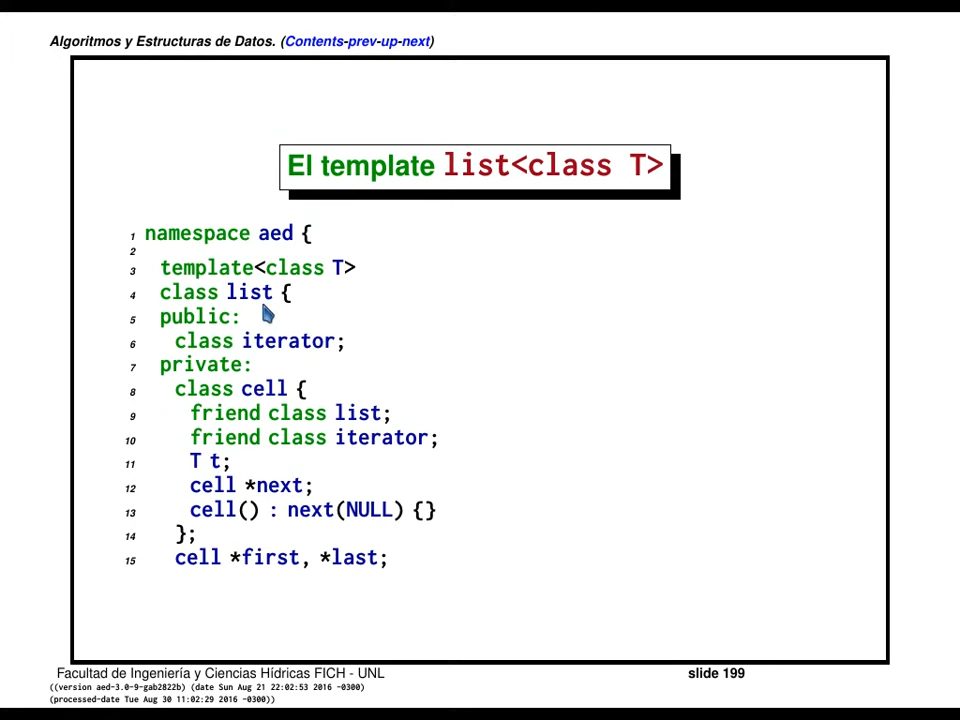 Algoritmos y Estructuras de Datos. (Contents-prev-up-next)
El template list<class T>
1 namespace aed {
2
3 template<class T>
4 class list {
5 public:
6 class iterator;
7 private:
8 class cell {
9 friend class list;
10 friend class iterator;
11 T t;
12 cell *next;
13 cell() : next(NULL) {}
14 };
15 cell *first, *last;
Facultad de Ingeniería y Ciencias Hídricas FICH - UNL slide 199
((version aed-3.0-9-gab2822b) (date Sun Aug 21 22:02:53 2016 -0300)
(processed-date Tue Aug 30 11:02:29 2016 -0300))